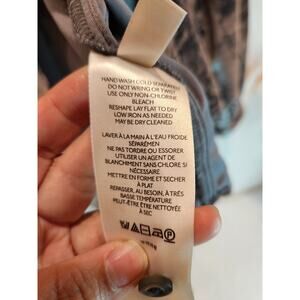 HAND WASH COLD SEPARATELY
DO NOT WRING OR TWIST
USE ONLY NON-CHLORINE
BLEACH
RESHAPE LAY FLAT TO DRY
LOW IRON AS NEEDED
MAY BE DRY CLEANED
LAVER À LA MAIN À L'EAU FROIDE
SÉPARÉMEN
NE PAS TORDRE OU ESSORER
UTILISER UN AGENT DE
BLANCHIMENT SANS CHLORE SI
NÉCESSAIRE.
METTRE EN FORME ET SÉCHER
À PLAT
REPASSER, AU BESOIN, À TRÈS
BASSE TEMPÉRATURE
PEUT-ÊTRE ÊTRE NETTOYÉE
À SEC